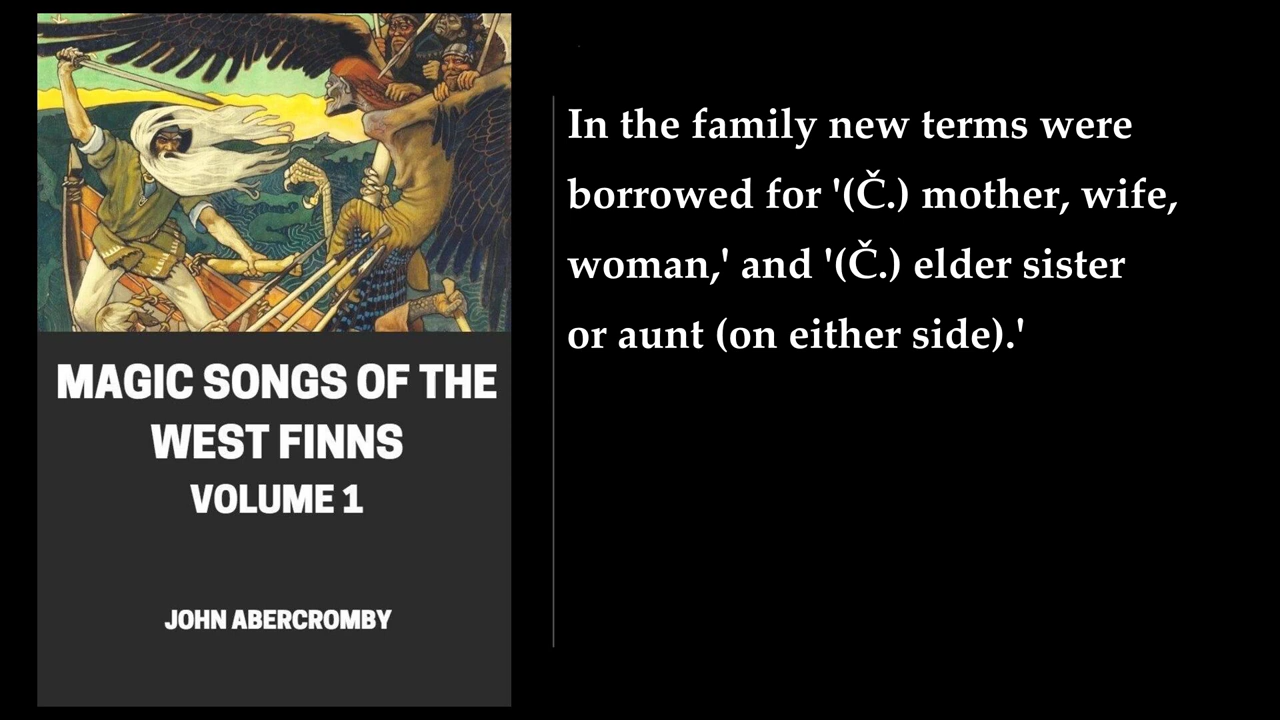 MAGIC SONGS OF THE
WEST FINNS
VOLUME 1
JOHN ABERCROMBY
In the family new terms were
borrowed for '(Č.) mother, wife,
woman,' and '(Č.) elder sister
or aunt (on either side).'